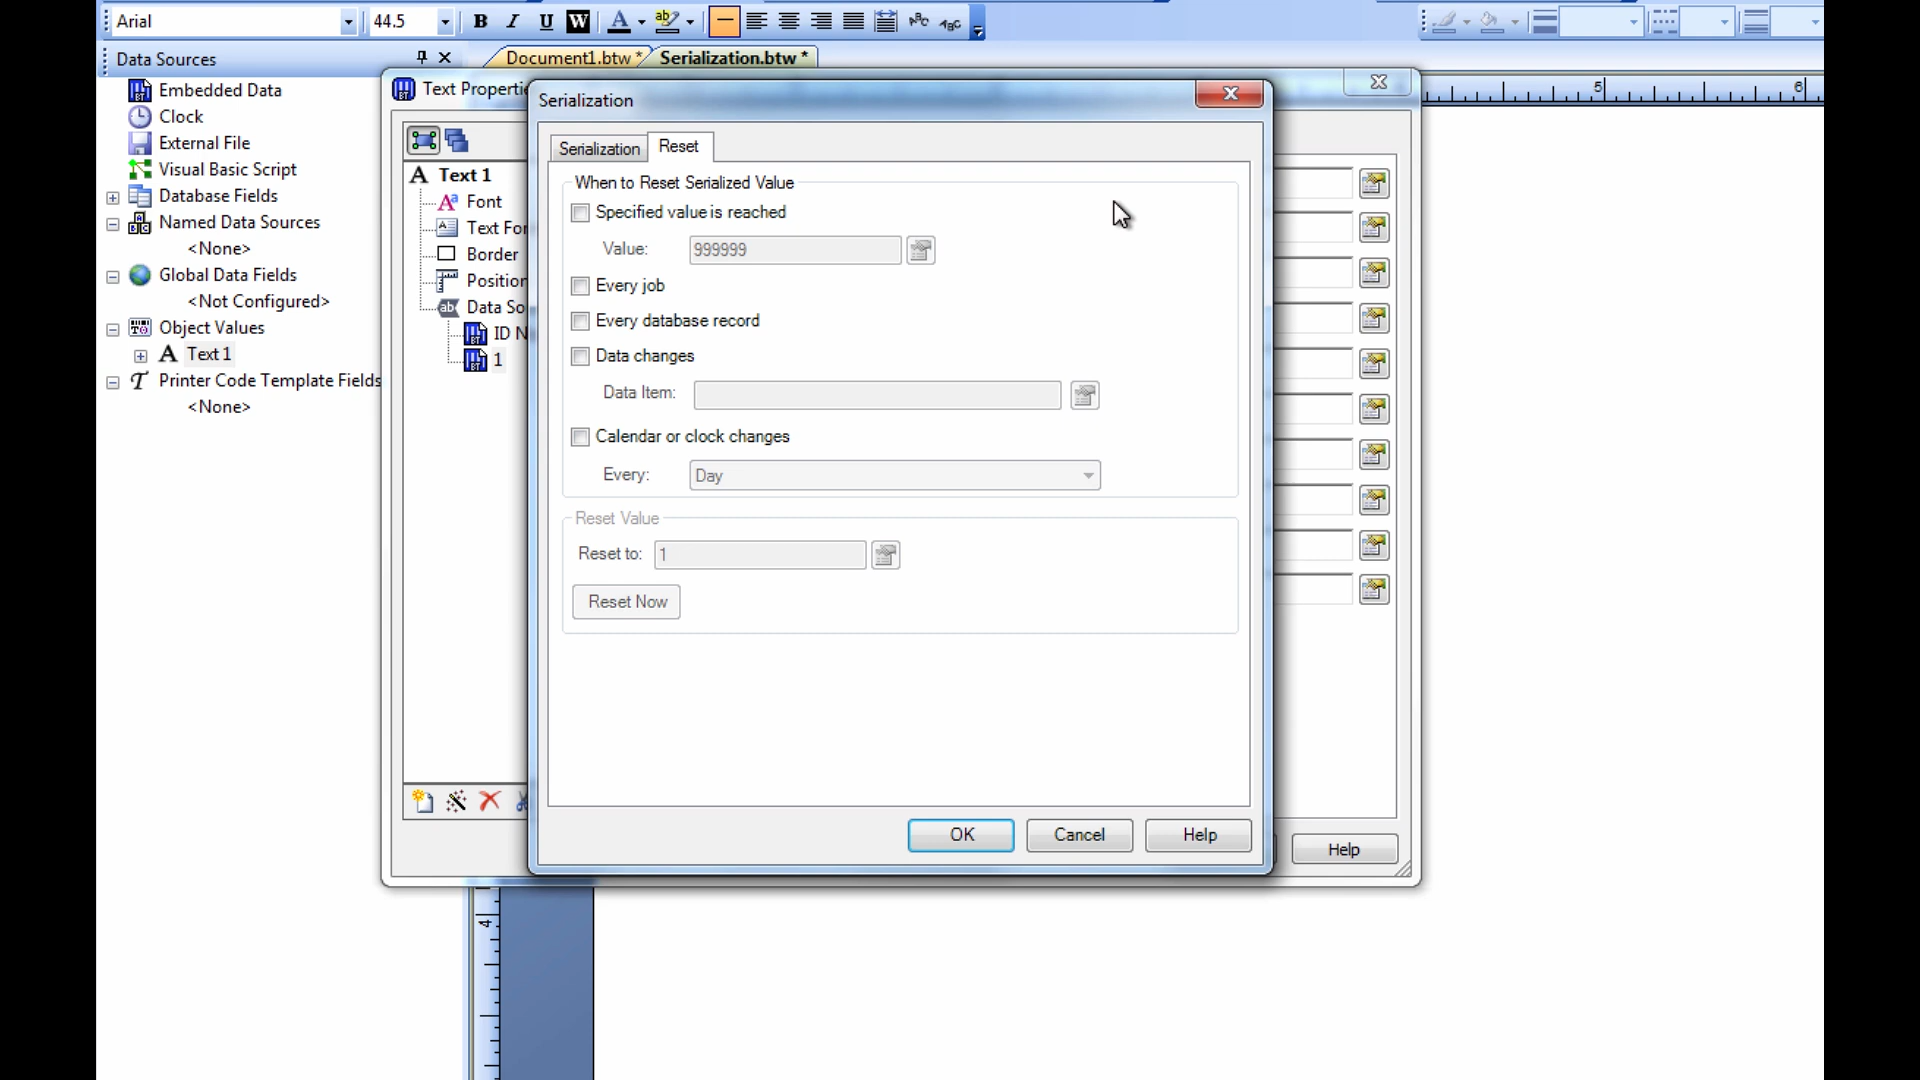 Arial
44.5
B I U W A ab
Data Sources
Document1.btw *
Serialization.btw *
Embedded Data
Clock
External File
Visual Basic Script
Database Fields
Named Data Sources
<None>
Global Data Fields
<Not Configured>
Object Values
Text 1
Printer Code Template Fields
<None>
Text Properti
Text 1
Font
Text For
Border
Position
Data So
ID N
1
Serialization
Serialization
Reset
When to Reset Serialized Value
Specified value is reached
Value: 999999
Every job
Every database record
Data changes
Data Item:
Calendar or clock changes
Every: Day
Reset Value
Reset to: 1
Reset Now
OK
Cancel
Help
Help
5
6
4